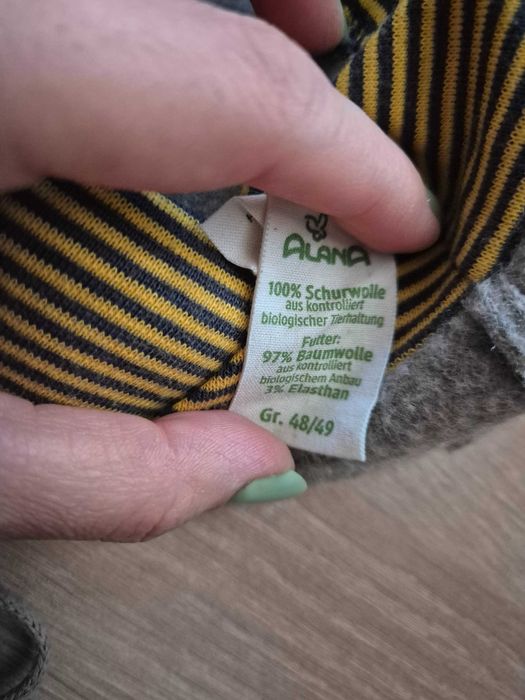 ALANA
100% Schurwolle
aus kontrolliert
biologischer Tierhaltung
Futter:
97% Baumwolle
aus kontrolliert
biologischem Anbau
3% Elasthan
Gr. 48/49